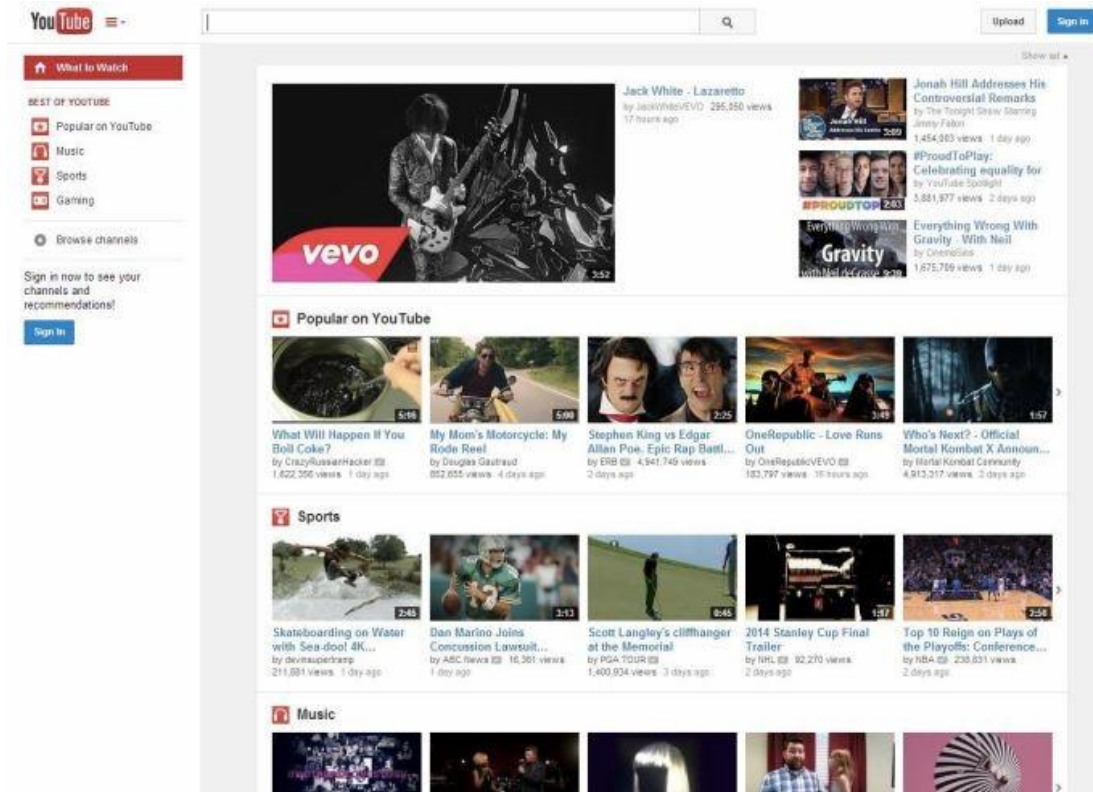 YouTube
Upload
Sign in
What to Watch
BEST OF YOUTUBE
Popular on YouTube
Music
Sports
Gaming
Browse channels
Sign in now to see your
channels and
recommendations!
Sign In
Show ad
vevo
3:52
Jack White - Lazaretto
by JackWhiteVEVO 295,050 views
17 hours ago
Jonah Hill
3:09
Jonah Hill Addresses His
Controversial Remarks
by The Tonight Show Starring
Jimmy Fallon
1,454,003 views 1 day ago
#PROUDTOP
2:03
#ProudToPlay:
Celebrating equality for
by YouTube Spotlight
3,881,977 views 2 days ago
Everything Wrong With
Gravity
with Neil deGrasse
9:39
Everything Wrong With
Gravity - With Neil
by CinemaSins
1,675,709 views 1 day ago
Popular on YouTube
5:16
What Will Happen If You
Boil Coke?
by CrazyRussianHacker
1,622,356 views 1 day ago
5:00
My Mom's Motorcycle: My
Rode Reel
by Douglas Gautraud
852,655 views 4 days ago
2:25
Stephen King vs Edgar
Allan Poe. Epic Rap Battl...
by ERB 4,941,745 views
2 days ago
3:49
OneRepublic - Love Runs
Out
by OneRepublicVEVO
183,797 views 16 hours ago
1:57
Who's Next? - Official
Mortal Kombat X Announ...
by Mortal Kombat Community
4,913,317 views 2 days ago
Sports
2:45
Skateboarding on Water
with Sea-doo! 4K...
by devinsupertramp
211,881 views 1 day ago
3:13
Dan Marino Joins
Concussion Lawsuit...
by ABC News 16,361 views
1 day ago
0:45
Scott Langley's cliffhanger
at the Memorial
by PGA TOUR
1,400,934 views 3 days ago
1:17
2014 Stanley Cup Final
Trailer
by NHL 92,270 views
2 days ago
2:58
Top 10 Reign on Plays of
the Playoffs: Conference...
by NBA 238,831 views
2 days ago
Music